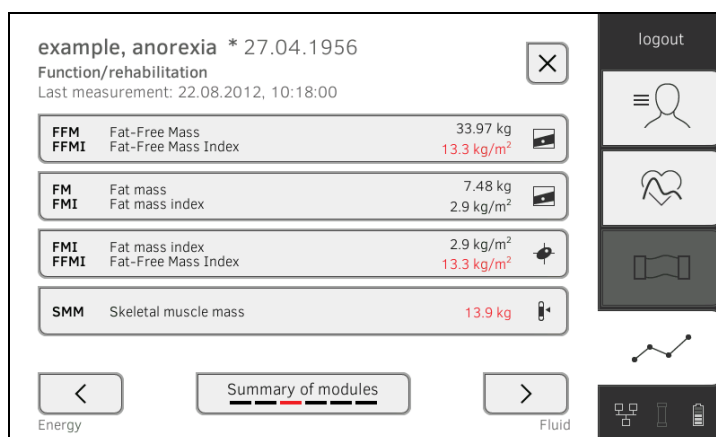 logout
example, anorexia * 27.04.1956
Function/rehabilitation
Last measurement: 22.08.2012, 10:18:00
FFM Fat-Free Mass 33.97 kg
FFMI Fat-Free Mass Index 13.3 kg/m²
FM Fat mass 7.48 kg
FMI Fat mass index 2.9 kg/m²
FMI Fat mass index 2.9 kg/m²
FFMI Fat-Free Mass Index 13.3 kg/m²
SMM Skeletal muscle mass 13.9 kg
Summary of modules
Energy Fluid